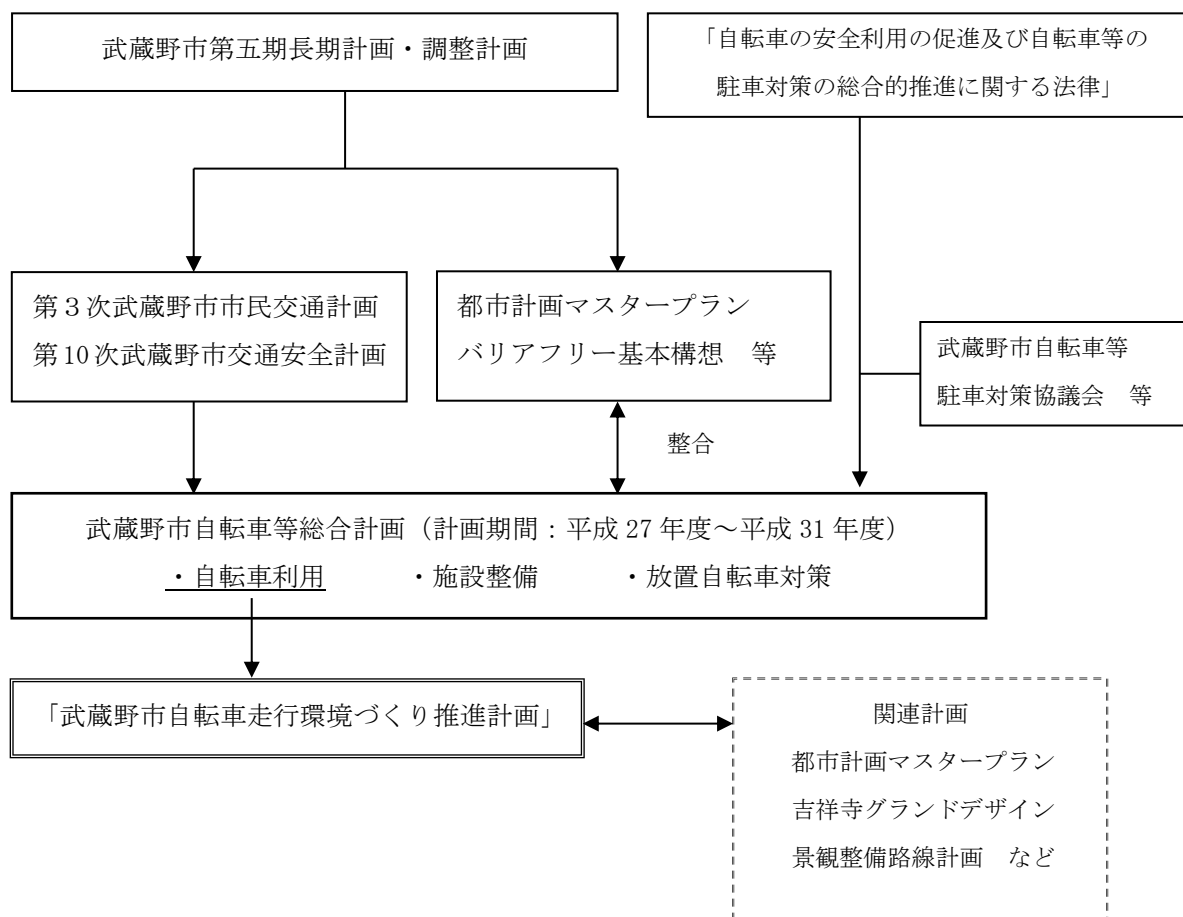 武蔵野市第五期長期計画・調整計画
「自転車の安全利用の促進及び自転車等の
駐車対策の総合的推進に関する法律」
第3次武蔵野市市民交通計画
第10次武蔵野市交通安全計画
都市計画マスタープラン
バリアフリー基本構想 等
武蔵野市自転車等
駐車対策協議会 等
整合
武蔵野市自転車等総合計画(計画期間:平成 27 年度~平成 31 年度)
・自転車利用 ・施設整備 ・放置自転車対策
「武蔵野市自転車走行環境づくり推進計画」
関連計画
都市計画マスタープラン
吉祥寺グランドデザイン
景観整備路線計画 など